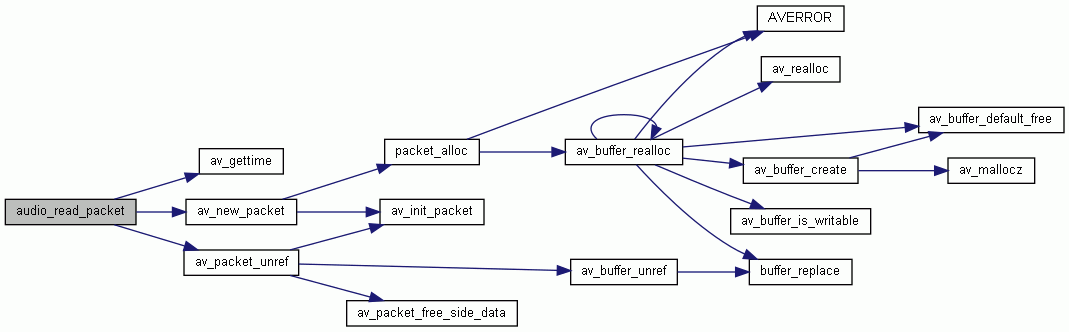 AVERROR
av_realloc
av_buffer_default_free
packet_alloc
av_buffer_realloc
av_gettime
av_buffer_create
av_mallocz
audio_read_packet
av_new_packet
av_init_packet
av_buffer_is_writable
av_packet_unref
av_buffer_unref
buffer_replace
av_packet_free_side_data